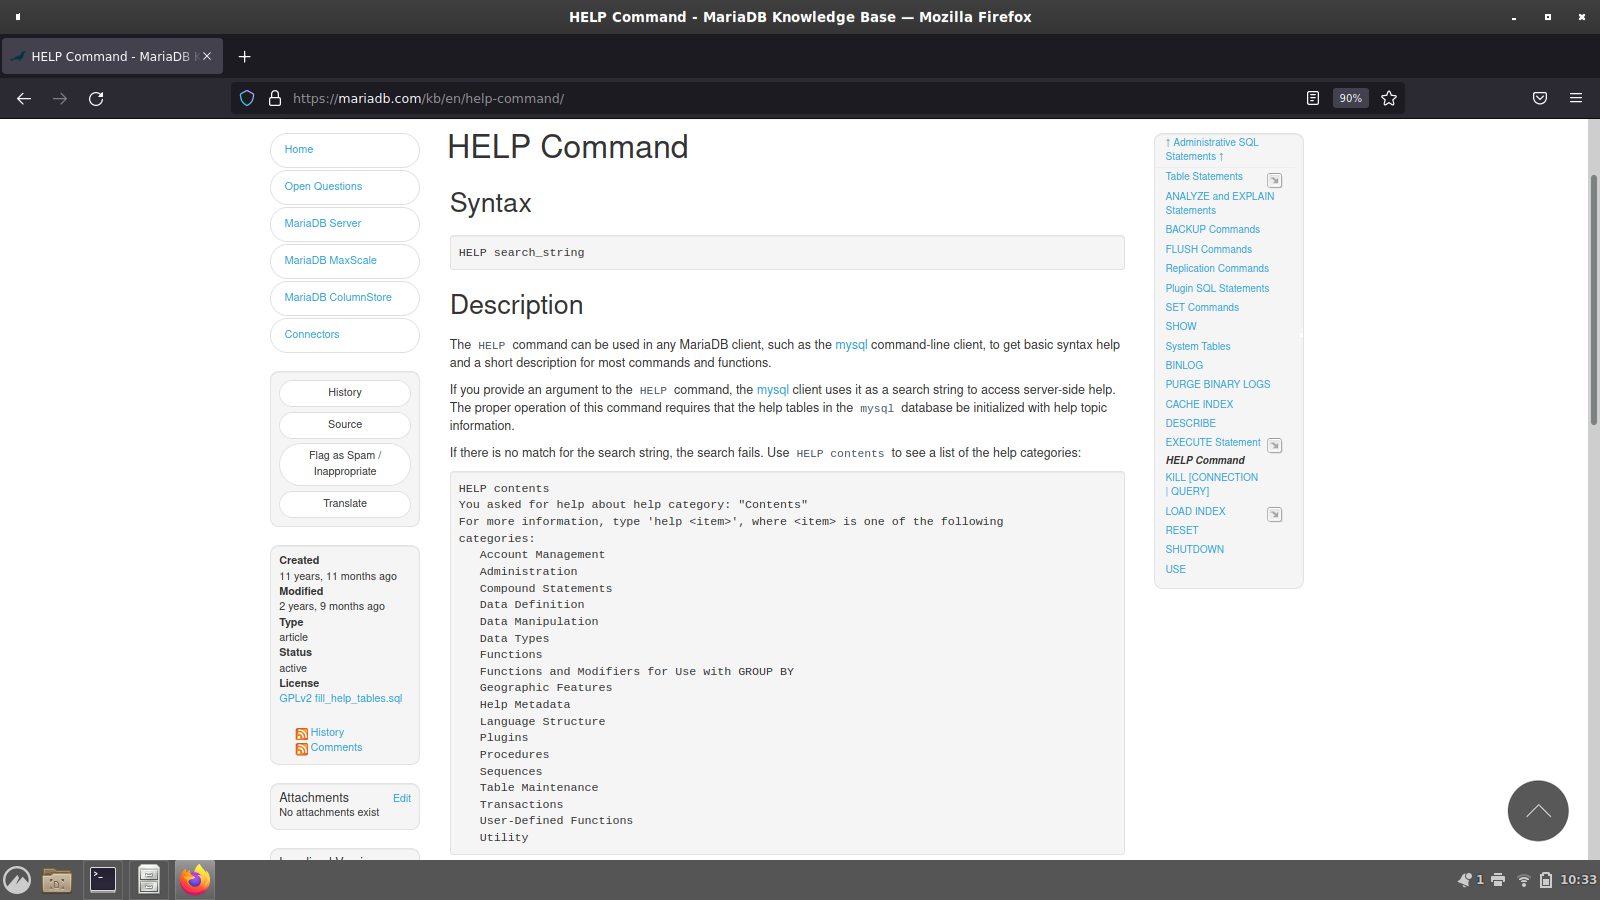 HELP Command - MariaDB Knowledge Base — Mozilla Firefox
HELP Command - MariaDB
https://mariadb.com/kb/en/help-command/
90%
Home
Open Questions
MariaDB Server
MariaDB MaxScale
MariaDB ColumnStore
Connectors
History
Source
Flag as Spam /
Inappropriate
Translate
Created
11 years, 11 months ago
Modified
2 years, 9 months ago
Type
article
Status
active
License
GPLv2 fill_help_tables.sql
History
Comments
Attachments Edit
No attachments exist
HELP Command
Syntax
HELP search_string
Description
The HELP command can be used in any MariaDB client, such as the mysql command-line client, to get basic syntax help
and a short description for most commands and functions.
If you provide an argument to the HELP command, the mysql client uses it as a search string to access server-side help.
The proper operation of this command requires that the help tables in the mysql database be initialized with help topic
information.
If there is no match for the search string, the search fails. Use HELP contents to see a list of the help categories:
HELP contents
You asked for help about help category: "Contents"
For more information, type 'help <item>', where <item> is one of the following
categories:
Account Management
Administration
Compound Statements
Data Definition
Data Manipulation
Data Types
Functions
Functions and Modifiers for Use with GROUP BY
Geographic Features
Help Metadata
Language Structure
Plugins
Procedures
Sequences
Table Maintenance
Transactions
User-Defined Functions
Utility
↑ Administrative SQL
Statements ↑
Table Statements
ANALYZE and EXPLAIN
Statements
BACKUP Commands
FLUSH Commands
Replication Commands
Plugin SQL Statements
SET Commands
SHOW
System Tables
BINLOG
PURGE BINARY LOGS
CACHE INDEX
DESCRIBE
EXECUTE Statement
HELP Command
KILL [CONNECTION
| QUERY]
LOAD INDEX
RESET
SHUTDOWN
USE
1
10:33